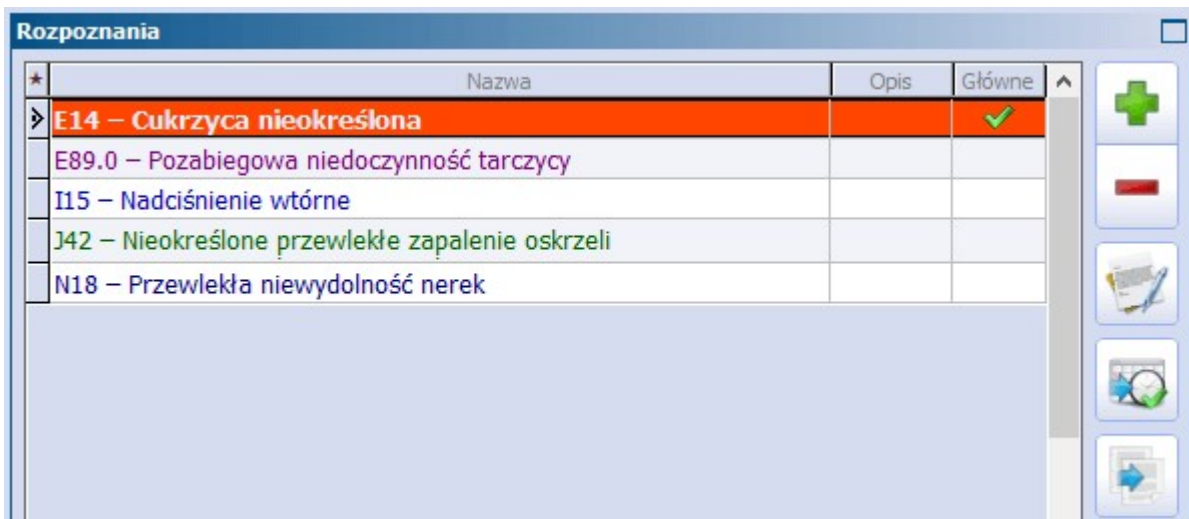 Rozpoznania
Nazwa Opis Główne
E14 – Cukrzyca nieokreślona
E89.0 – Pozabiegowa niedoczynność tarczycy
I15 – Nadciśnienie wtórne
J42 – Nieokreślone przewlekłe zapalenie oskrzeli
N18 – Przewlekła niewydolność nerek